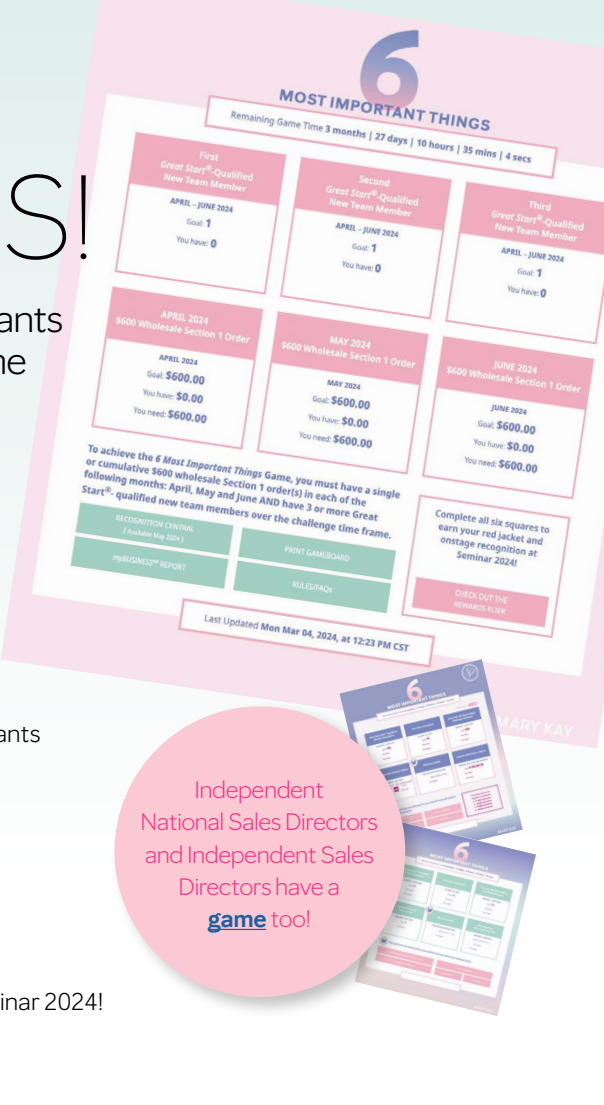 6
MOST IMPORTANT THINGS
Remaining Game Time 3 months | 27 days | 10 hours | 35 mins | 4 secs
First
Great Start®-Qualified
New Team Member
APRIL – JUNE 2024
Goal: 1
You have: 0
Second
Great Start®-Qualified
New Team Member
APRIL – JUNE 2024
Goal: 1
You have: 0
Third
Great Start®-Qualified
New Team Member
APRIL – JUNE 2024
Goal: 1
You have: 0
S!
ants
ne
APRIL 2024
$600 Wholesale Section 1 Order
APRIL 2024
Goal: $600.00
You have: $0.00
You need: $600.00
MAY 2024
$600 Wholesale Section 1 Order
MAY 2024
Goal: $600.00
You have: $0.00
You need: $600.00
JUNE 2024
$600 Wholesale Section 1 Order
JUNE 2024
Goal: $600.00
You have: $0.00
You need: $600.00
To achieve the 6 Most Important Things Game, you must have a single
or cumulative $600 wholesale Section 1 order(s) in each of the
following months: April, May and June AND have 3 or more Great
Start®- qualified new team members over the challenge time frame.
RECOGNITION CENTRAL
( Available May 2024 )
PRINT GAMEBOARD
myBUSINESS℠ REPORT
RULES/FAQs
Complete all six squares to
earn your red jacket and
onstage recognition at
Seminar 2024!
CHECK OUT THE
REWARDS FLIER
Last Updated Mon Mar 04, 2024, at 12:23 PM CST
MARY KAY
ants
6
MOST IMPORTANT THINGS
6
MOST IMPORTANT THINGS
Independent
National Sales Directors
and Independent Sales
Directors have a
game too!
inar 2024!